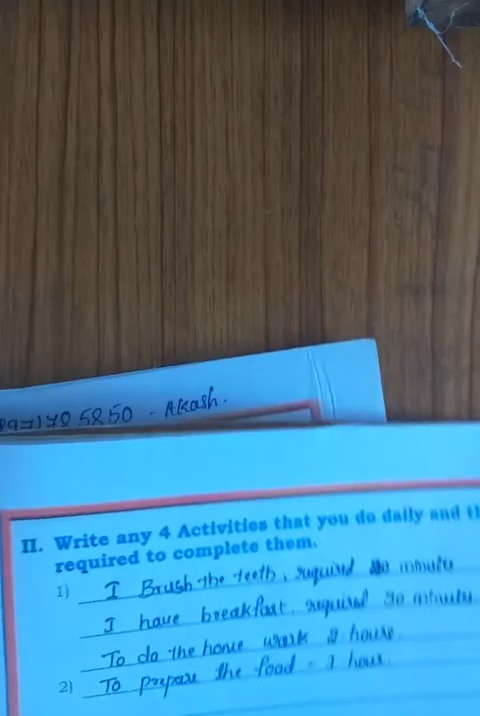 5850 - Akash.
II. Write any 4 Activities that you do daily and
required to complete them.
1) I Brush the teeth, required minute
I have breakfast, required 30 minute
To do the home work 2 house.
2) To prepare the food - 1 hour.